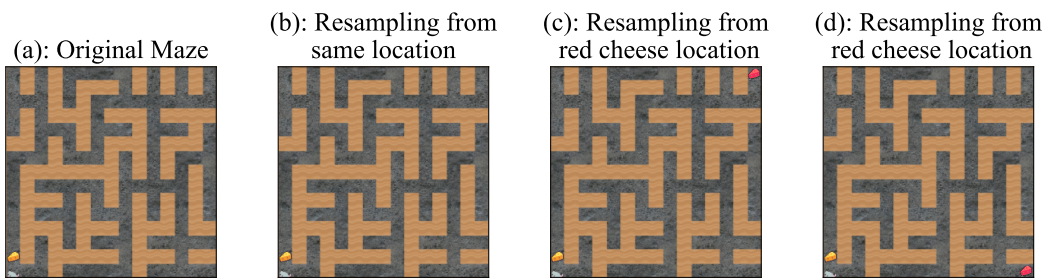 (a): Original Maze
(b): Resampling from
same location
(c): Resampling from
red cheese location
(d): Resampling from
red cheese location